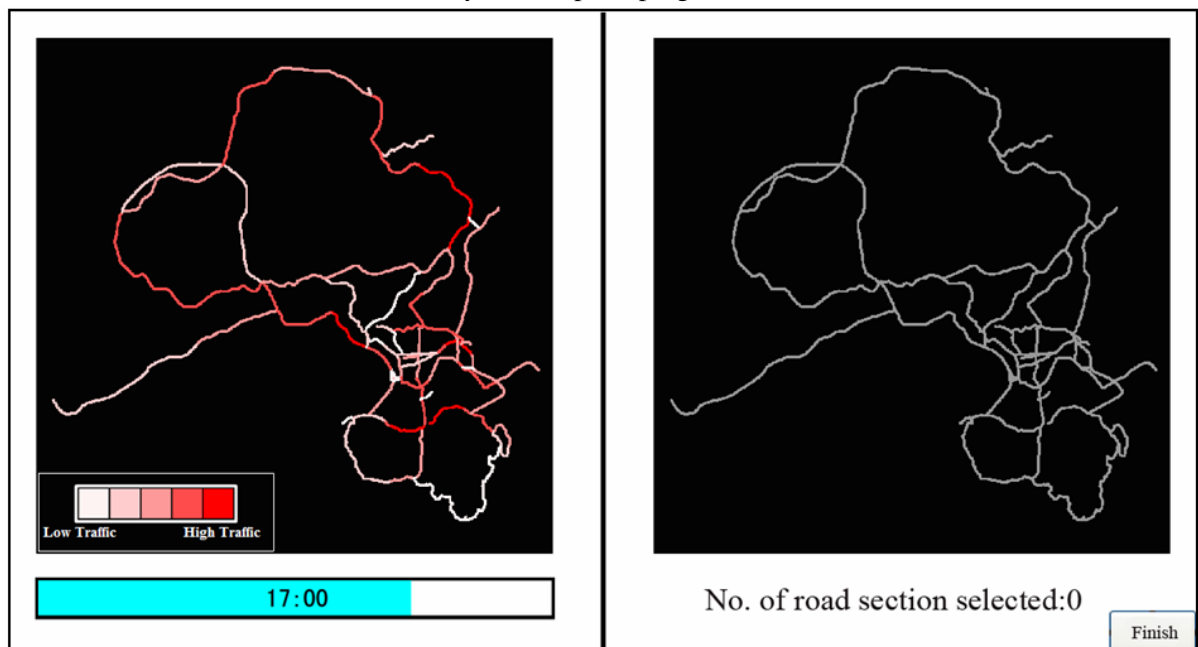 Low Traffic
High Traffic
17:00
No. of road section selected:0
Finish